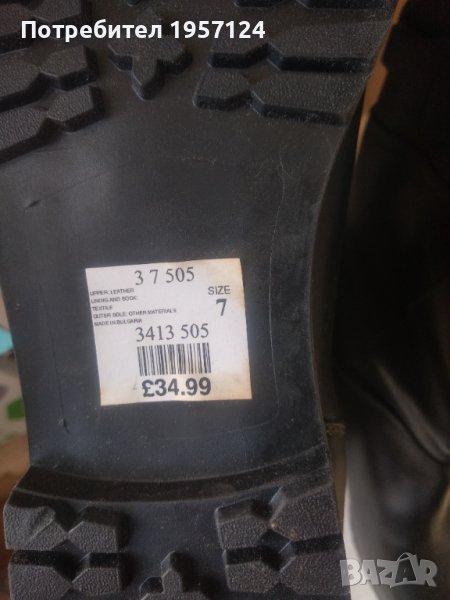 Потребител 1957124
3 7 505
UPPER: LEATHER
LINING AND SOCK:
TEXTILE
OUTER SOLE: OTHER MATERIALS
MADE IN BULGARIA
SIZE
7
3413 505
£34.99
BAZAR